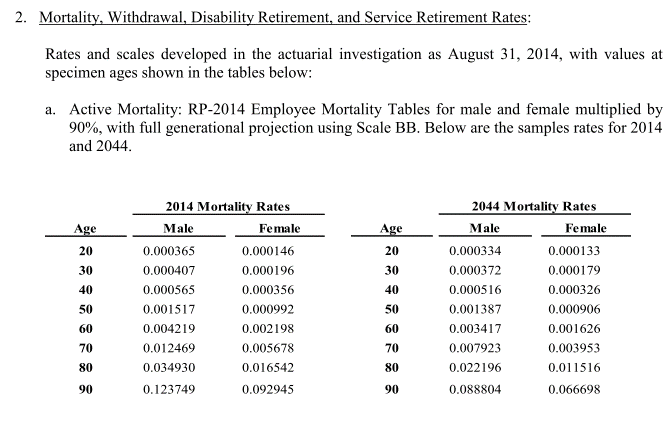 2. Mortality, Withdrawal, Disability Retirement, and Service Retirement Rates:
Rates and scales developed in the actuarial investigation as August 31, 2014, with values at
specimen ages shown in the tables below:
a. Active Mortality: RP-2014 Employee Mortality Tables for male and female multiplied by
90%, with full generational projection using Scale BB. Below are the samples rates for 2014
and 2044.
2014 Mortality Rates 2044 Mortality Rates
Age Male Female Age Male Female
20 0.000365 0.000146 20 0.000334 0.000133
30 0.000407 0.000196 30 0.000372 0.000179
40 0.000565 0.000356 40 0.000516 0.000326
50 0.001517 0.000992 50 0.001387 0.000906
60 0.004219 0.002198 60 0.003417 0.001626
70 0.012469 0.005678 70 0.007923 0.003953
80 0.034930 0.016542 80 0.022196 0.011516
90 0.123749 0.092945 90 0.088804 0.066698